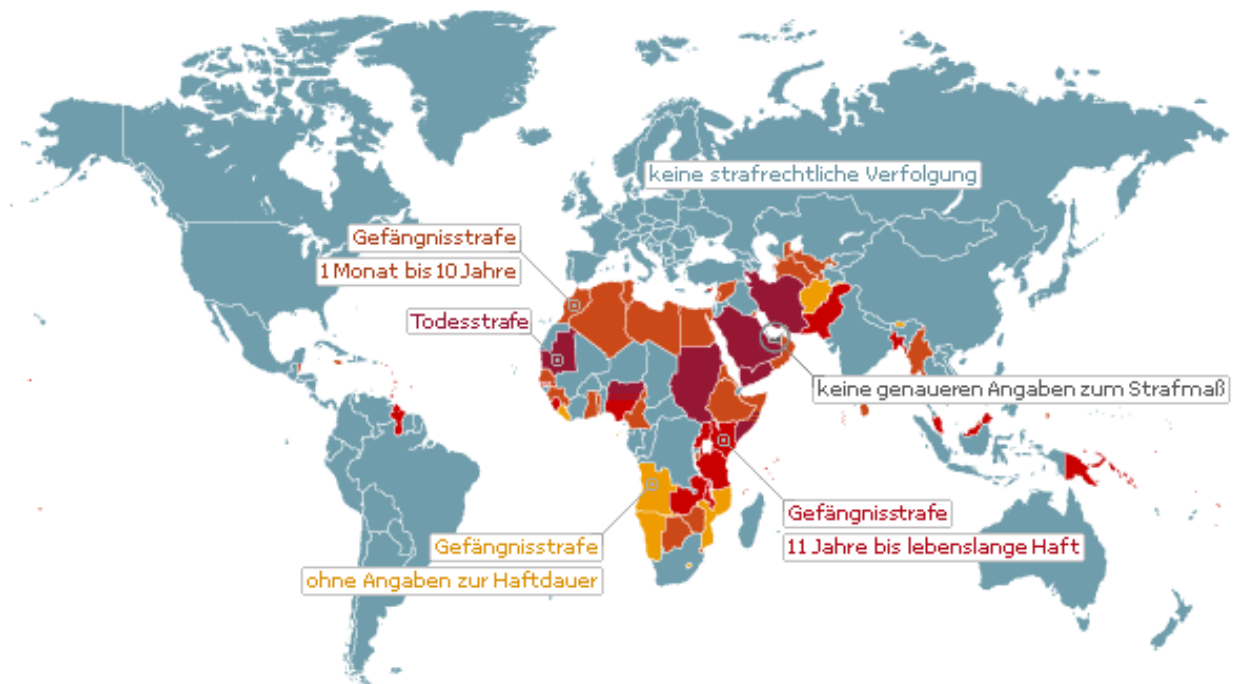 keine strafrechtliche Verfolgung
Gefängnisstrafe
1 Monat bis 10 Jahre
Todesstrafe
keine genaueren Angaben zum Strafmaß
Gefängnisstrafe
11 Jahre bis lebenslange Haft
Gefängnisstrafe
ohne Angaben zur Haftdauer